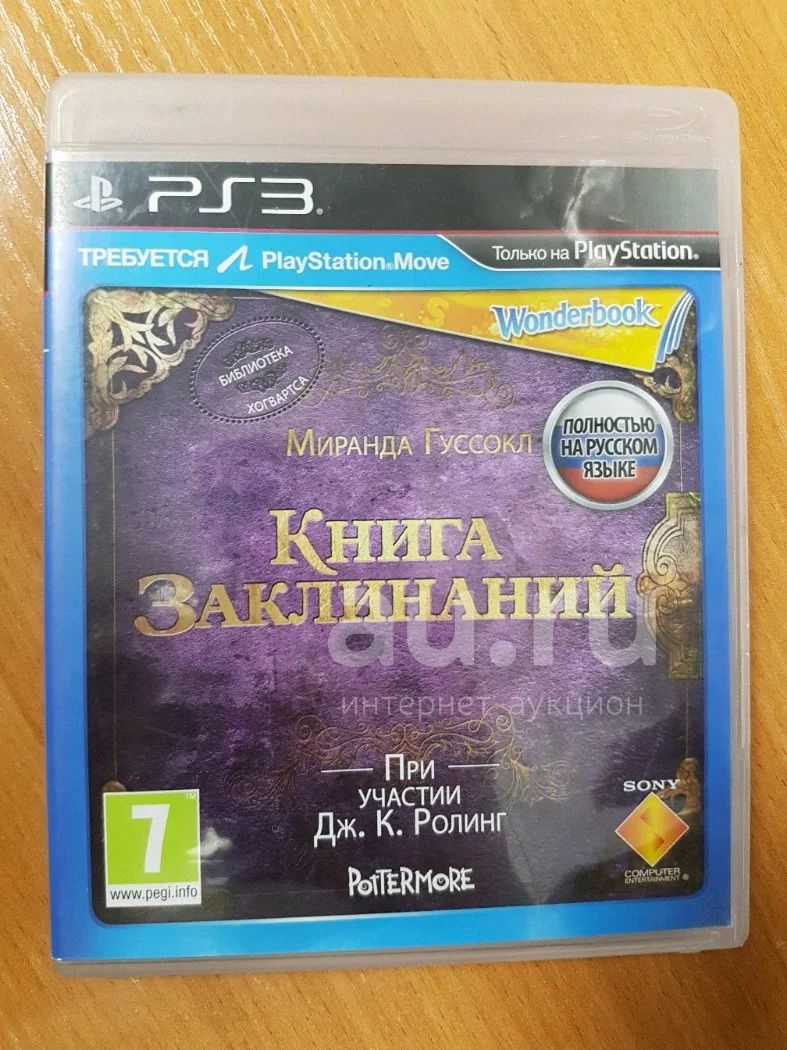 PS3
ТРЕБУЕТСЯ PlayStation®Move
Только на PlayStation®
Wonderbook™
БИБЛИОТЕКА
ХОГВАРТСА
Миранда Гуссокл
ПОЛНОСТЬЮ
НА РУССКОМ
ЯЗЫКЕ
Книга
Заклинаний
au.ru
интернет аукцион
При
участии
Дж. К. Ролинг
POTTERMORE
7
www.pegi.info
SONY
COMPUTER
ENTERTAINMENT®